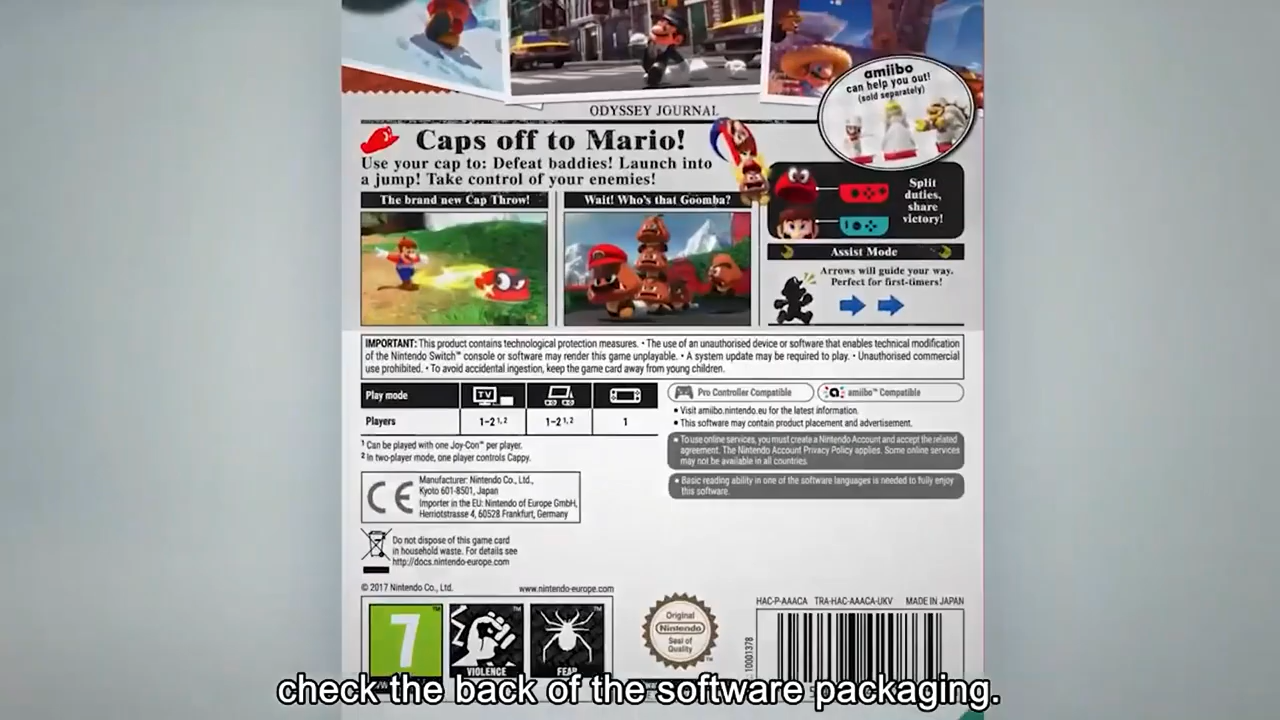 ODYSSEY JOURNAL
amiibo
can help you out!
(sold separately)
Caps off to Mario!
Use your cap to: Defeat baddies! Launch into
a jump! Take control of your enemies!
The brand new Cap Throw!
Wait! Who's that Goomba?
Split
duties,
share
victory!
Assist Mode
Arrows will guide your way.
Perfect for first-timers!
IMPORTANT: This product contains technological protection measures. • The use of an unauthorised device or software that enables technical modification
of the Nintendo Switch™ console or software may render this game unplayable. • A system update may be required to play. • Unauthorised commercial
use prohibited. • To avoid accidental ingestion, keep the game card away from young children.
Play mode
TV
Players
1-2 ¹,²
1-2 ¹,²
1
¹ Can be played with one Joy-Con™ per player.
² In two-player mode, one player controls Cappy.
Pro Controller Compatible
amiibo™ Compatible
• Visit amiibo.nintendo.eu for the latest information.
• This software may contain product placement and advertisement.
• To use online services, you must create a Nintendo Account and accept the related
agreement. The Nintendo Account Privacy Policy applies. Some online services
may not be available in all countries.
• Basic reading ability in one of the software languages is needed to fully enjoy
this software.
CE
Manufacturer: Nintendo Co., Ltd.,
Kyoto 601-8501, Japan
Importer in the EU: Nintendo of Europe GmbH,
Herriotstrasse 4, 60528 Frankfurt, Germany
Do not dispose of this game card
in household waste. For details see
http://docs.nintendo-europe.com
© 2017 Nintendo Co., Ltd.
www.nintendo-europe.com
7
VIOLENCE
FEAR
Original
Nintendo
Seal of
Quality
HAC-P-AAACA TRA-HAC-AAACA-UKV MADE IN JAPAN
10001378
check the back of the software packaging.